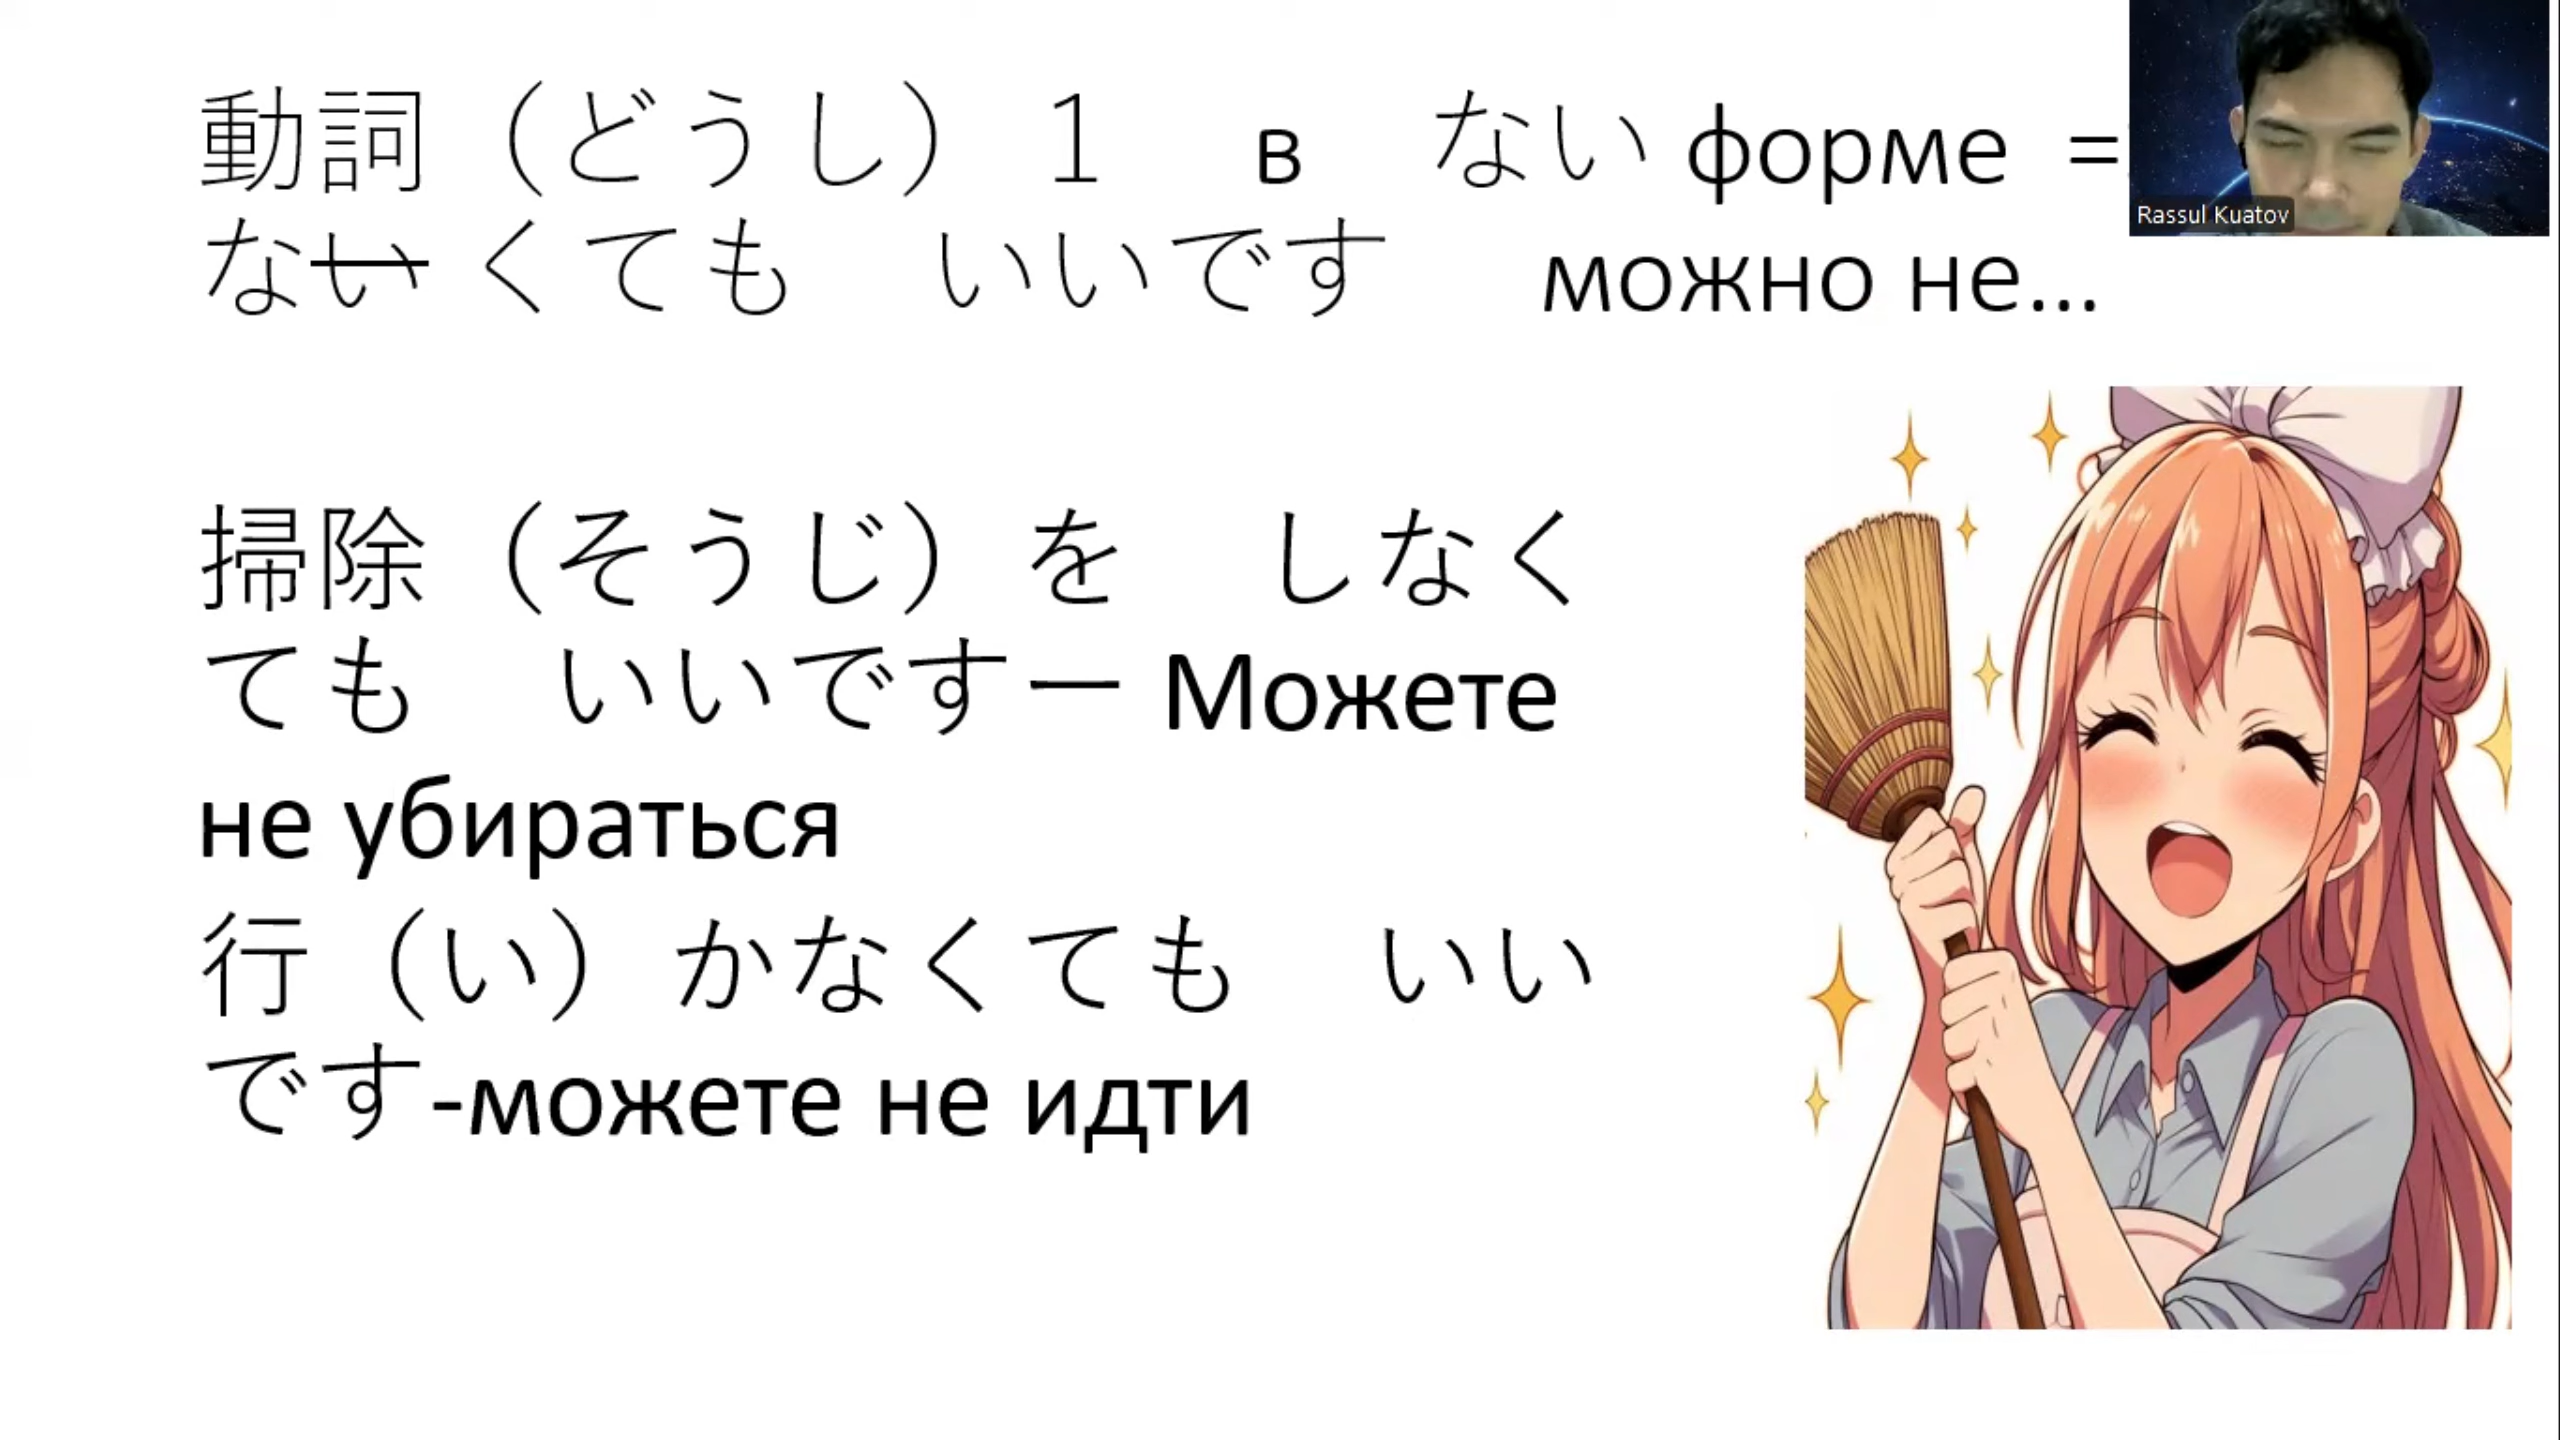 動詞（どうし）１　в　ない форме =
ない くても　いいです　можно не...
Rassul Kuatov
掃除（そうじ）を　しなく
ても　いいですー Можете
не убираться
行（い）かなくても　いい
です-можете не идти